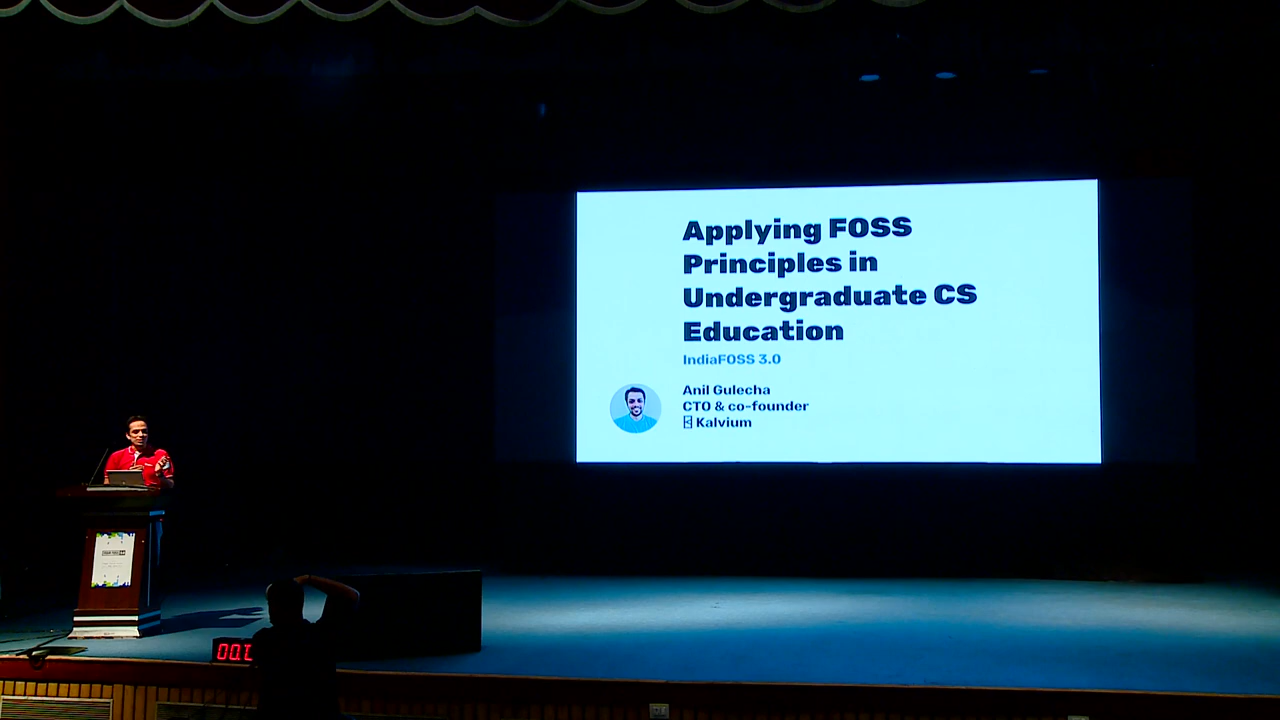 Applying FOSS
Principles in
Undergraduate CS
Education
IndiaFOSS 3.0
Anil Gulecha
CTO & co-founder
Kalvium